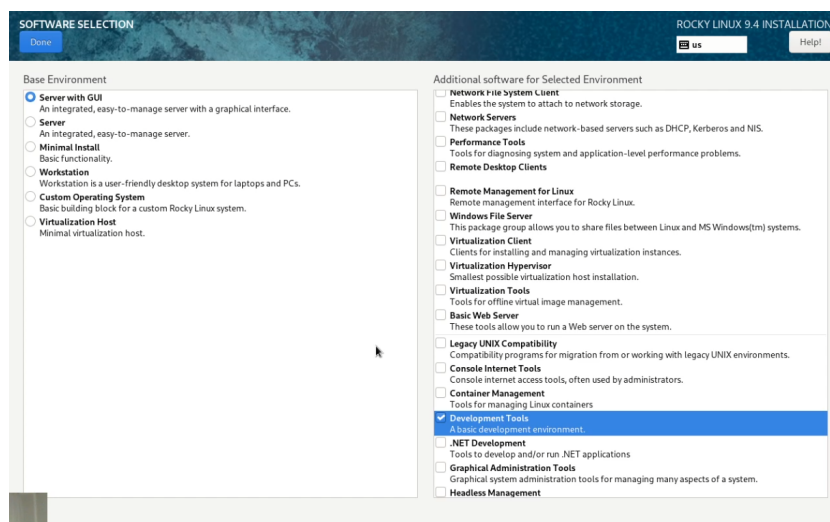 SOFTWARE SELECTION
Done
ROCKY LINUX 9.4 INSTALLATION
us
Help!
Base Environment
Server with GUI
An integrated, easy-to-manage server with a graphical interface.
Server
An integrated, easy-to-manage server.
Minimal Install
Basic functionality.
Workstation
Workstation is a user-friendly desktop system for laptops and PCs.
Custom Operating System
Basic building block for a custom Rocky Linux system.
Virtualization Host
Minimal virtualization host.
Additional software for Selected Environment
Network File System Client
Enables the system to attach to network storage.
Network Servers
These packages include network-based servers such as DHCP, Kerberos and NIS.
Performance Tools
Tools for diagnosing system and application-level performance problems.
Remote Desktop Clients
Remote Management for Linux
Remote management interface for Rocky Linux.
Windows File Server
This package group allows you to share files between Linux and MS Windows(tm) systems.
Virtualization Client
Clients for installing and managing virtualization instances.
Virtualization Hypervisor
Smallest possible virtualization host installation.
Virtualization Tools
Tools for offline virtual image management.
Basic Web Server
These tools allow you to run a Web server on the system.
Legacy UNIX Compatibility
Compatibility programs for migration from or working with legacy UNIX environments.
Console Internet Tools
Console internet access tools, often used by administrators.
Container Management
Tools for managing Linux containers
Development Tools
A basic development environment.
.NET Development
Tools to develop and/or run .NET applications
Graphical Administration Tools
Graphical system administration tools for managing many aspects of a system.
Headless Management